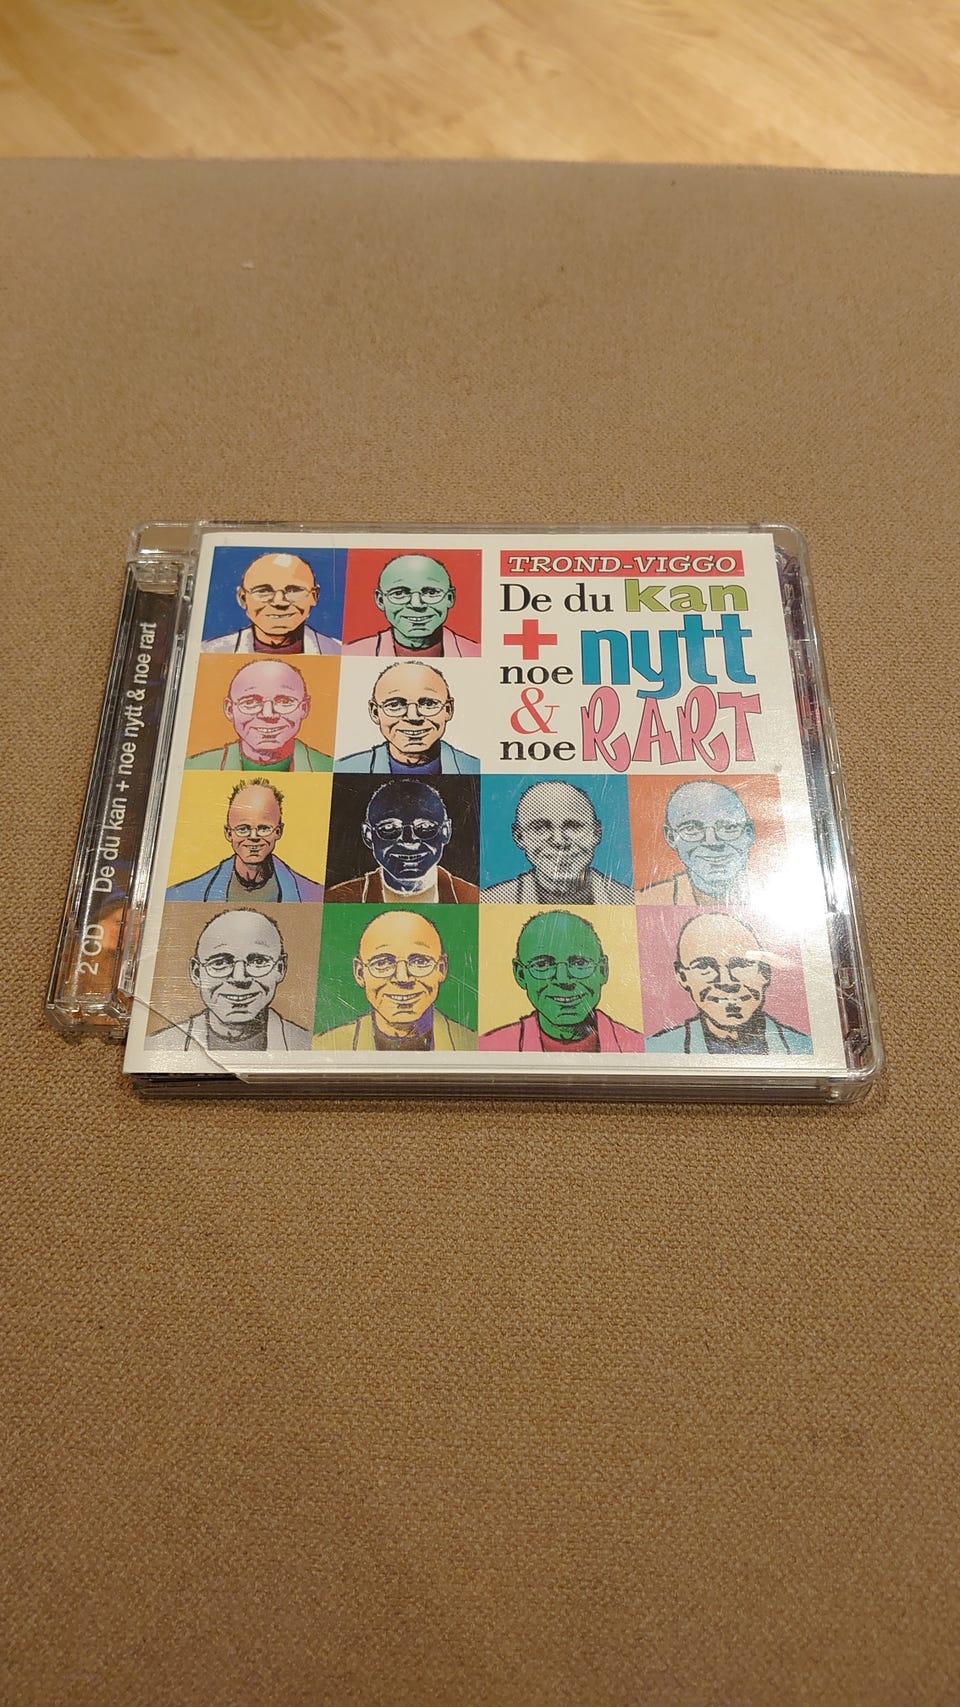 TROND-VIGGO
De du kan
+
noe nytt
&
noe RART
2 CD De du kan + noe nytt & noe rart